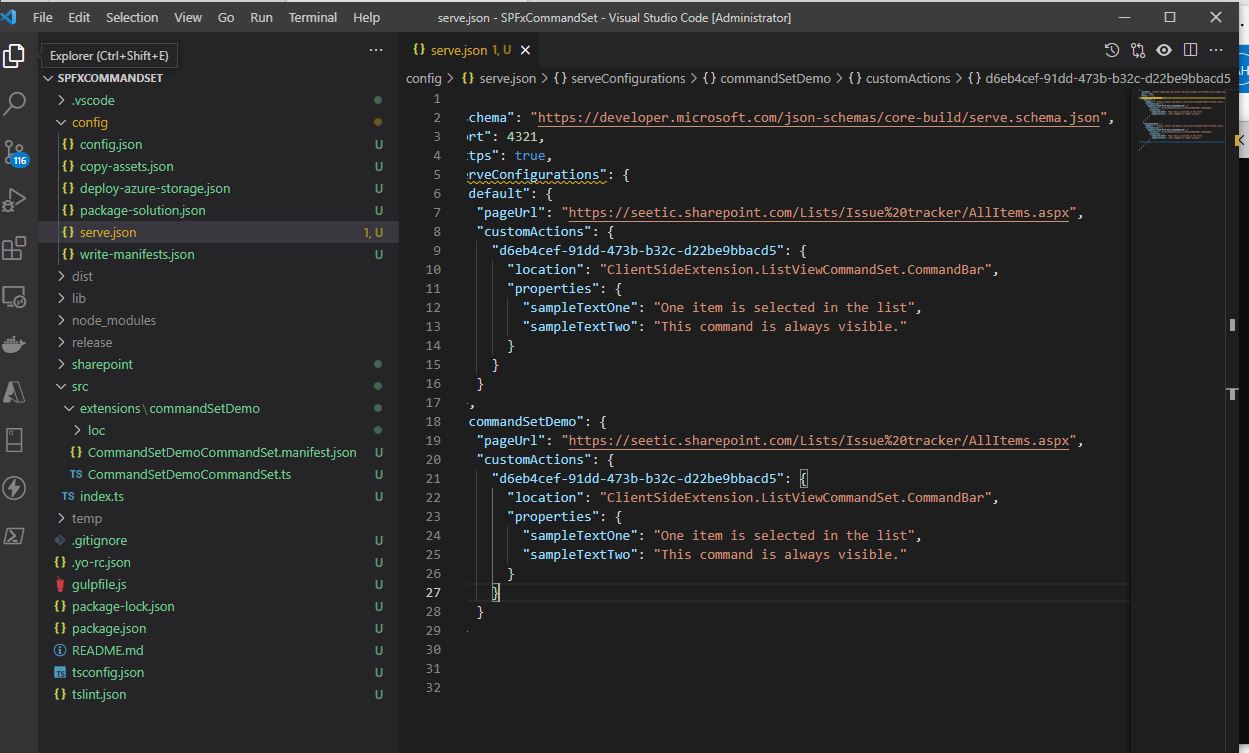 File Edit Selection View Go Run Terminal Help
serve.json - SPFxCommandSet - Visual Studio Code [Administrator]
Explorer (Ctrl+Shift+E)
SPFXCOMMANDSET
.vscode
config
config.json U
copy-assets.json U
deploy-azure-storage.json U
package-solution.json U
serve.json 1, U
write-manifests.json U
dist
lib
node_modules
release
sharepoint
src
extensions\commandSetDemo
loc
{} CommandSetDemoCommandSet.manifest.json U
TS CommandSetDemoCommandSet.ts U
TS index.ts U
temp
.gitignore U
{} .yo-rc.json U
gulpfile.js U
{} package-lock.json U
{} package.json U
README.md U
tsconfig.json U
{} tslint.json U
116
{} serve.json 1, U
config > {} serve.json > {} serveConfigurations > {} commandSetDemo > {} customActions > {} d6eb4cef-91dd-473b-b32c-d22be9bbacd5
1
2 chema": "https://developer.microsoft.com/json-schemas/core-build/serve.schema.json",
3 rt": 4321,
4 tps": true,
5 erveConfigurations": {
6 default": {
7 "pageUrl": "https://seetic.sharepoint.com/Lists/Issue%20tracker/AllItems.aspx",
8 "customActions": {
9 "d6eb4cef-91dd-473b-b32c-d22be9bbacd5": {
10 "location": "ClientSideExtension.ListViewCommandSet.CommandBar",
11 "properties": {
12 "sampleTextOne": "One item is selected in the list",
13 "sampleTextTwo": "This command is always visible."
14 }
15 }
16 }
17 ,
18 commandSetDemo": {
19 "pageUrl": "https://seetic.sharepoint.com/Lists/Issue%20tracker/AllItems.aspx",
20 "customActions": {
21 "d6eb4cef-91dd-473b-b32c-d22be9bbacd5": {
22 "location": "ClientSideExtension.ListViewCommandSet.CommandBar",
23 "properties": {
24 "sampleTextOne": "One item is selected in the list",
25 "sampleTextTwo": "This command is always visible."
26 }
27 }
28 }
29
30
31
32